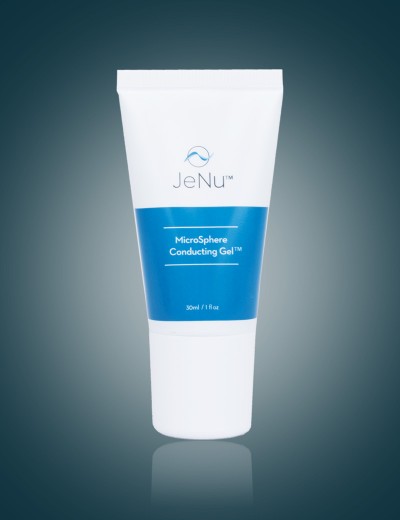 JeNu™
MicroSphere
Conducting Gel™
30ml / 1 fl oz